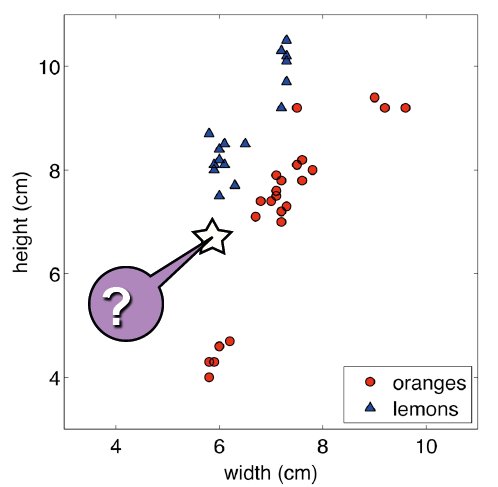 10
8
6
4
height (cm)
?
oranges
lemons
4 6 8 10
width (cm)